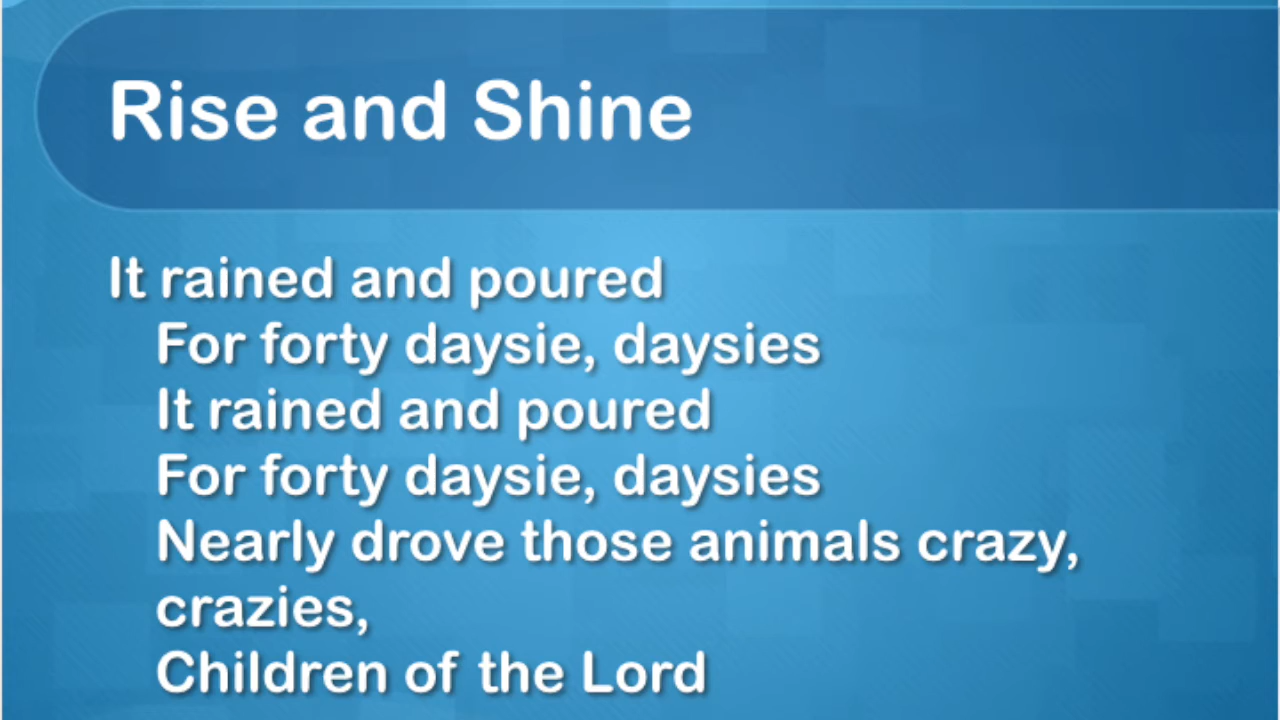 Rise and Shine
It rained and poured
For forty daysie, daysies
It rained and poured
For forty daysie, daysies
Nearly drove those animals crazy,
crazies,
Children of the Lord